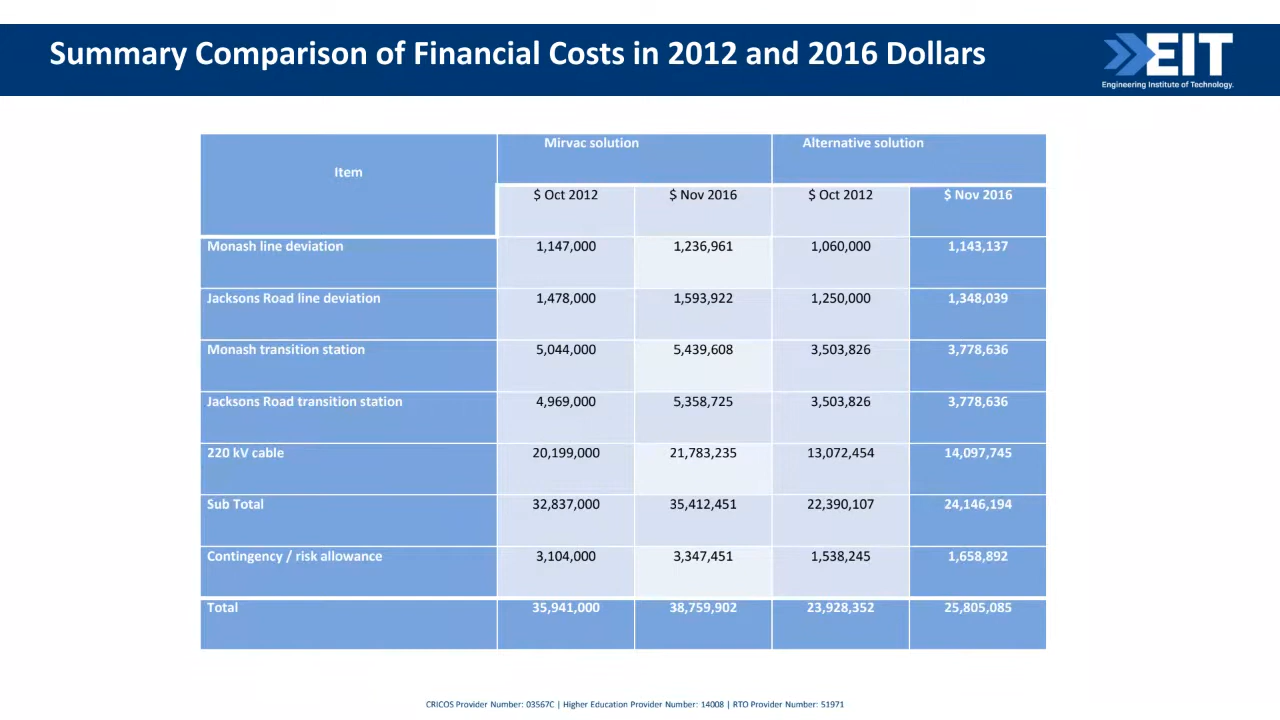 Summary Comparison of Financial Costs in 2012 and 2016 Dollars
EIT
Engineering Institute of Technology.
Item Mirvac solution Alternative solution
$ Oct 2012 $ Nov 2016 $ Oct 2012 $ Nov 2016
Monash line deviation 1,147,000 1,236,961 1,060,000 1,143,137
Jacksons Road line deviation 1,478,000 1,593,922 1,250,000 1,348,039
Monash transition station 5,044,000 5,439,608 3,503,826 3,778,636
Jacksons Road transition station 4,969,000 5,358,725 3,503,826 3,778,636
220 kV cable 20,199,000 21,783,235 13,072,454 14,097,745
Sub Total 32,837,000 35,412,451 22,390,107 24,146,194
Contingency / risk allowance 3,104,000 3,347,451 1,538,245 1,658,892
Total 35,941,000 38,759,902 23,928,352 25,805,085
CRICOS Provider Number: 03567C | Higher Education Provider Number: 14008 | RTO Provider Number: 51971